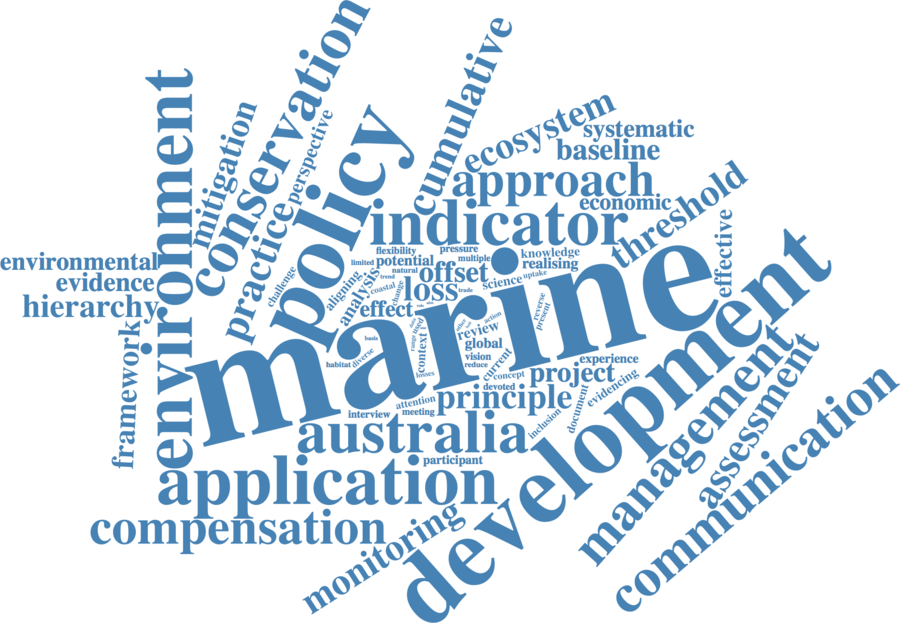 conservation
cumulative
environment
mitigation
perspective
policy
ecosystem
systematic
baseline
practice
approach
economic
threshold
indicator
effective
environmental
evidence
hierarchy
flexibility
pressure
knowledge
limited
potential
multiple
realising
natural
offset
challenge
aligning
analysis
trend
coastal
change
loss
trade
science
uptake
effect
marine
development
reverse
present
action
review
basis
range
used
context
global
vision
reduce
current
habitat
diverse
losses
concept
experience
devoted
project
evidencing
framework
attention
principle
document
interview
meeting
inclusion
management
assessment
australia
participant
application
communication
compensation
monitoring